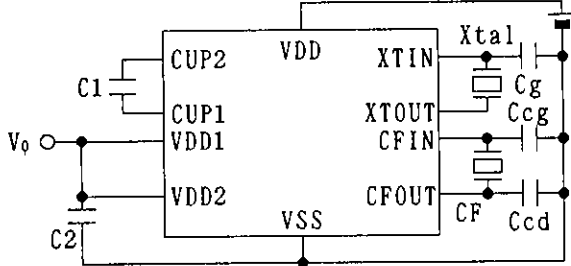 VDD
CUP2
XTIN
Xtal
Cg
C1
CUP1
XTOUT
Ccg
V₀
VDD1
CFIN
VDD2
CFOUT
CF
Ccd
C2
VSS